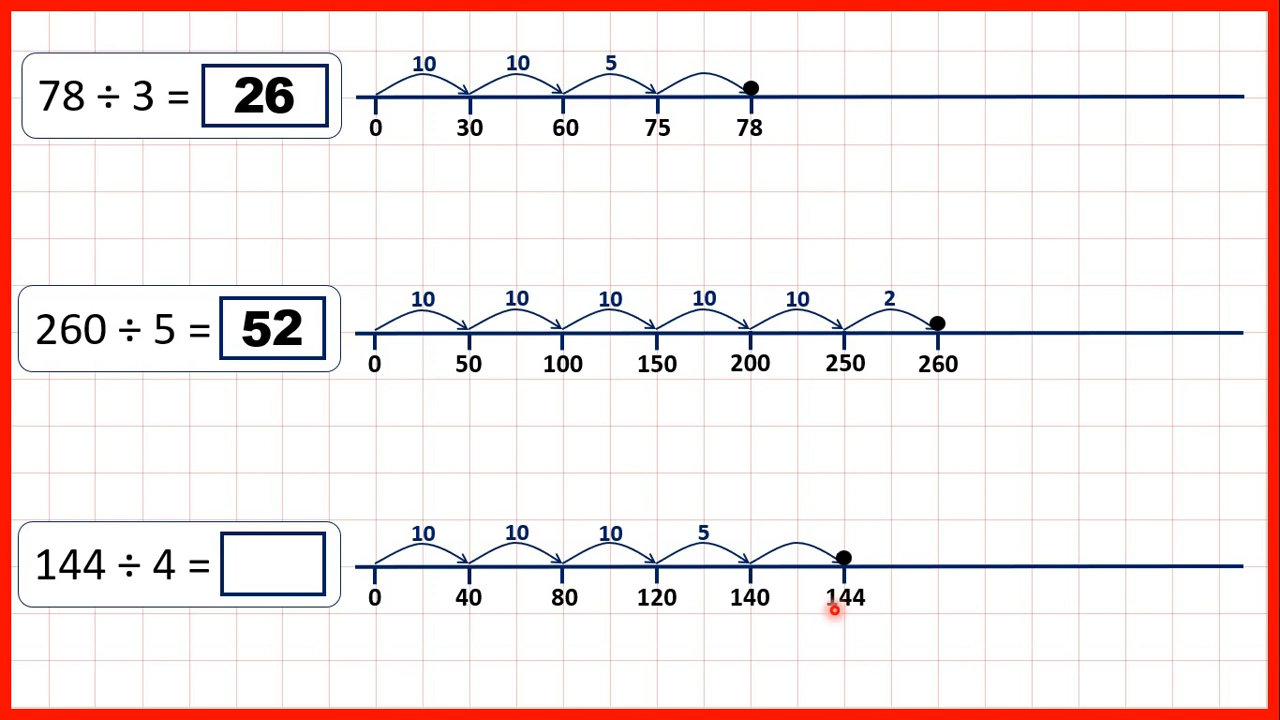 10 10 5
78 ÷ 3 = 26
0 30 60 75 78
10 10 10 10 10 2
260 ÷ 5 = 52
0 50 100 150 200 250 260
10 10 10 5
144 ÷ 4 =
0 40 80 120 140 144